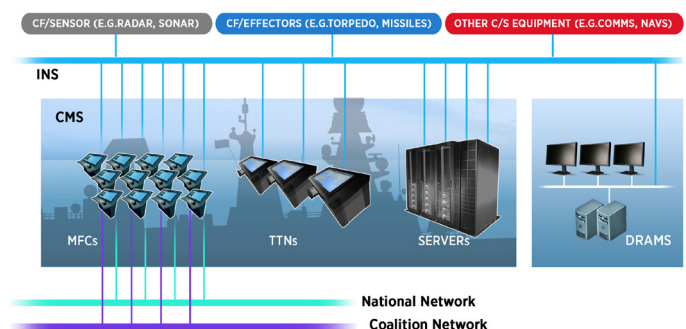 CF/SENSOR (E.G.RADAR, SONAR)
CF/EFFECTORS (E.G.TORPEDO, MISSILES)
OTHER C/S EQUIPMENT (E.G.COMMS, NAVS)
INS
CMS
MFCs
TTNs
SERVERs
DRAMS
National Network
Coalition Network